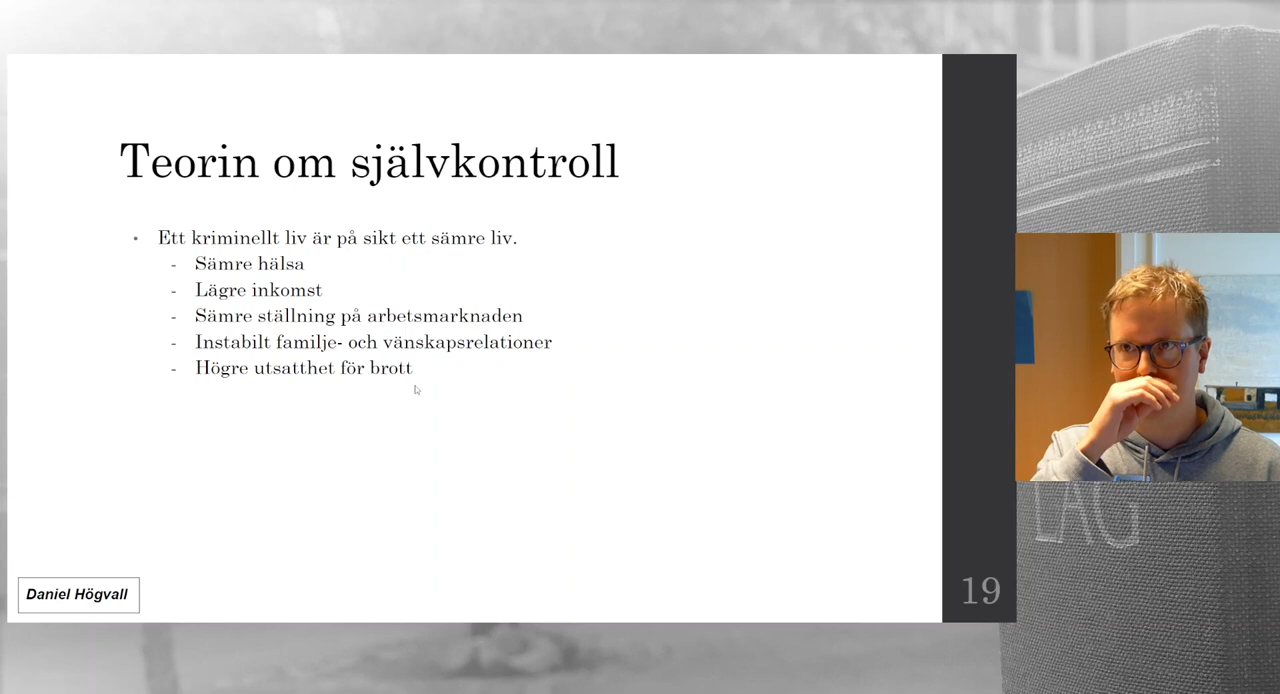 Teorin om självkontroll
• Ett kriminellt liv är på sikt ett sämre liv.
- Sämre hälsa
- Lägre inkomst
- Sämre ställning på arbetsmarknaden
- Instabilt familje- och vänskapsrelationer
- Högre utsatthet för brott
LAG
Daniel Högvall
19